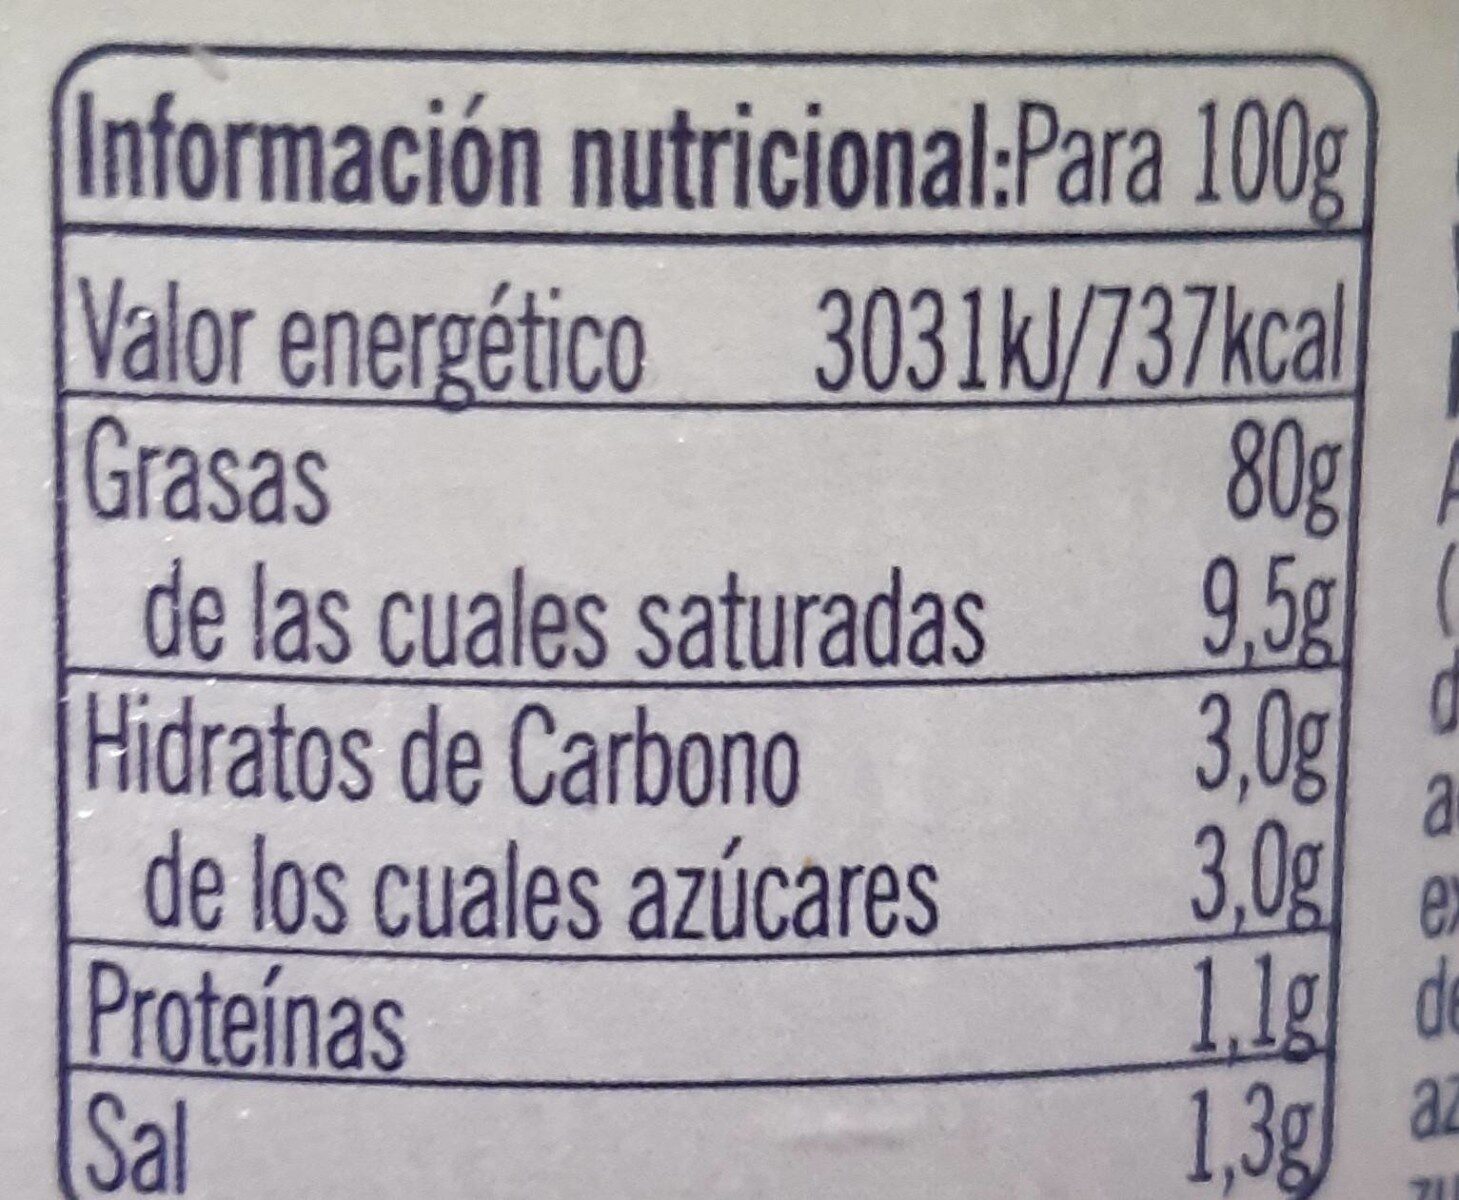 Información nutricional:Para 100g
Valor energético 3031kJ/737kcal
Grasas 80g
de las cuales saturadas 9,5g
Hidratos de Carbono 3,0g
de los cuales azúcares 3,0g
Proteínas 1,1g
Sal 1,3g